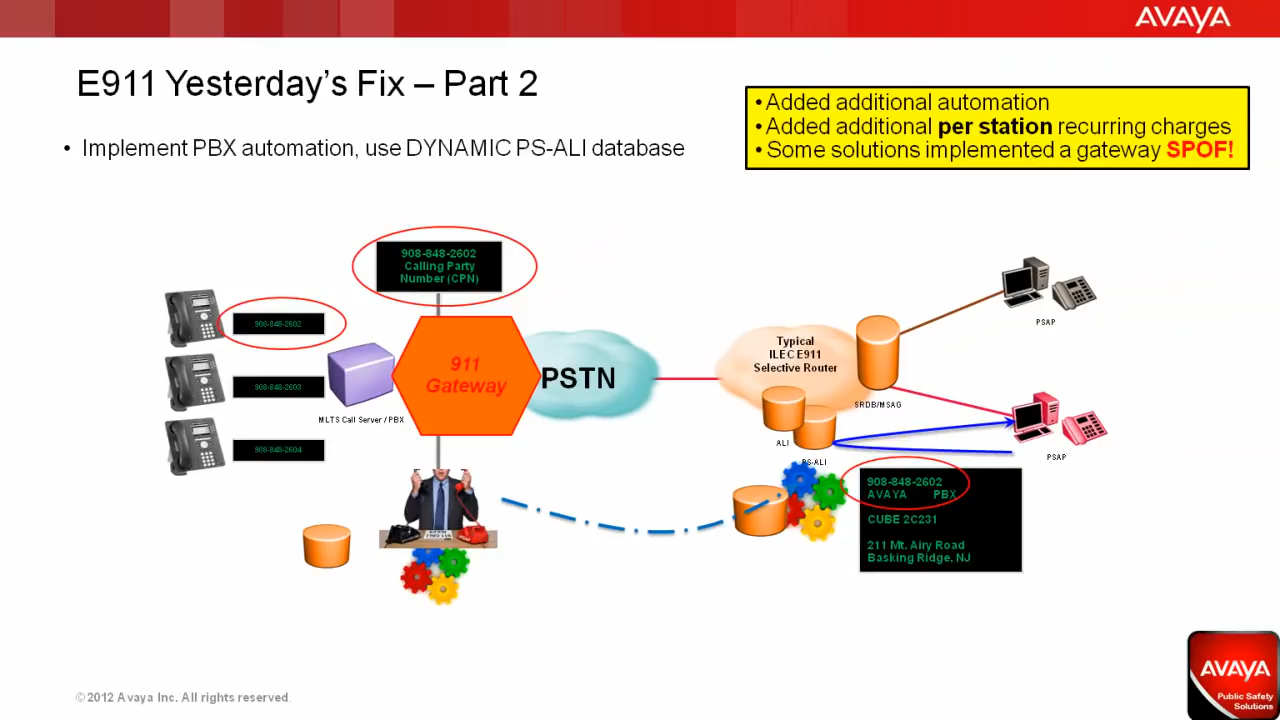 AVAYA
E911 Yesterday's Fix – Part 2
• Implement PBX automation, use DYNAMIC PS-ALI database
• Added additional automation
• Added additional per station recurring charges
• Some solutions implemented a gateway SPOF!
908-848-2602
Calling Party
Number (CPN)
908-848-2602
908-848-2603
908-848-2604
MLTS Call Server / PBX
911
Gateway
PSTN
Typical
ILEC E911
Selective Router
SRDB/MSAG
ALI
PS-ALI
PSAP
PSAP
908-848-2602
AVAYA PBX
CUBE 2C231
211 Mt. Airy Road
Basking Ridge, NJ
© 2012 Avaya Inc. All rights reserved.
AVAYA
Public Safety
Solutions